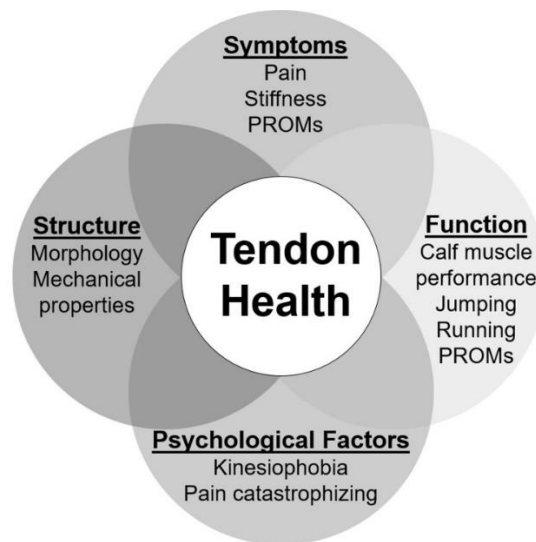 Symptoms
Pain
Stiffness
PROMs
Structure
Morphology
Mechanical
properties
Tendon
Health
Function
Calf muscle
performance
Jumping
Running
PROMs
Psychological Factors
Kinesiophobia
Pain catastrophizing